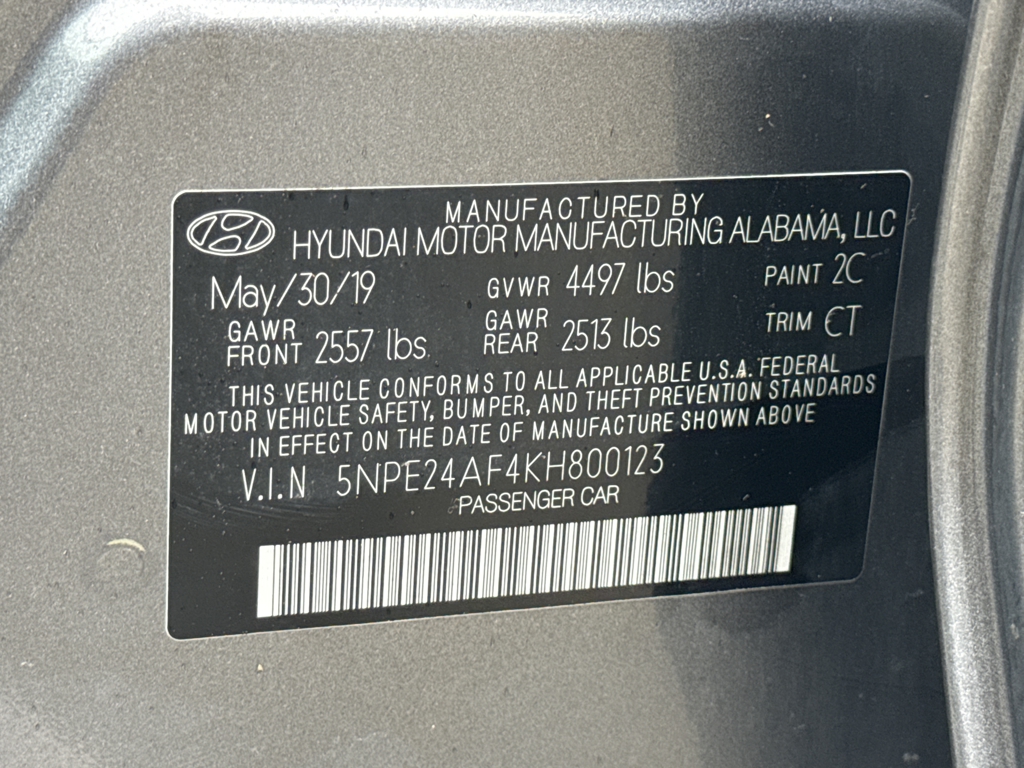 MANUFACTURED BY
HYUNDAI MOTOR MANUFACTURING ALABAMA, LLC
May/30/19 GVWR 4497 lbs PAINT 2C
GAWR FRONT 2557 lbs GAWR REAR 2513 lbs TRIM CT
THIS VEHICLE CONFORMS TO ALL APPLICABLE U.S.A. FEDERAL
MOTOR VEHICLE SAFETY, BUMPER, AND THEFT PREVENTION STANDARDS
IN EFFECT ON THE DATE OF MANUFACTURE SHOWN ABOVE
V.I.N 5NPE24AF4KH800123
PASSENGER CAR